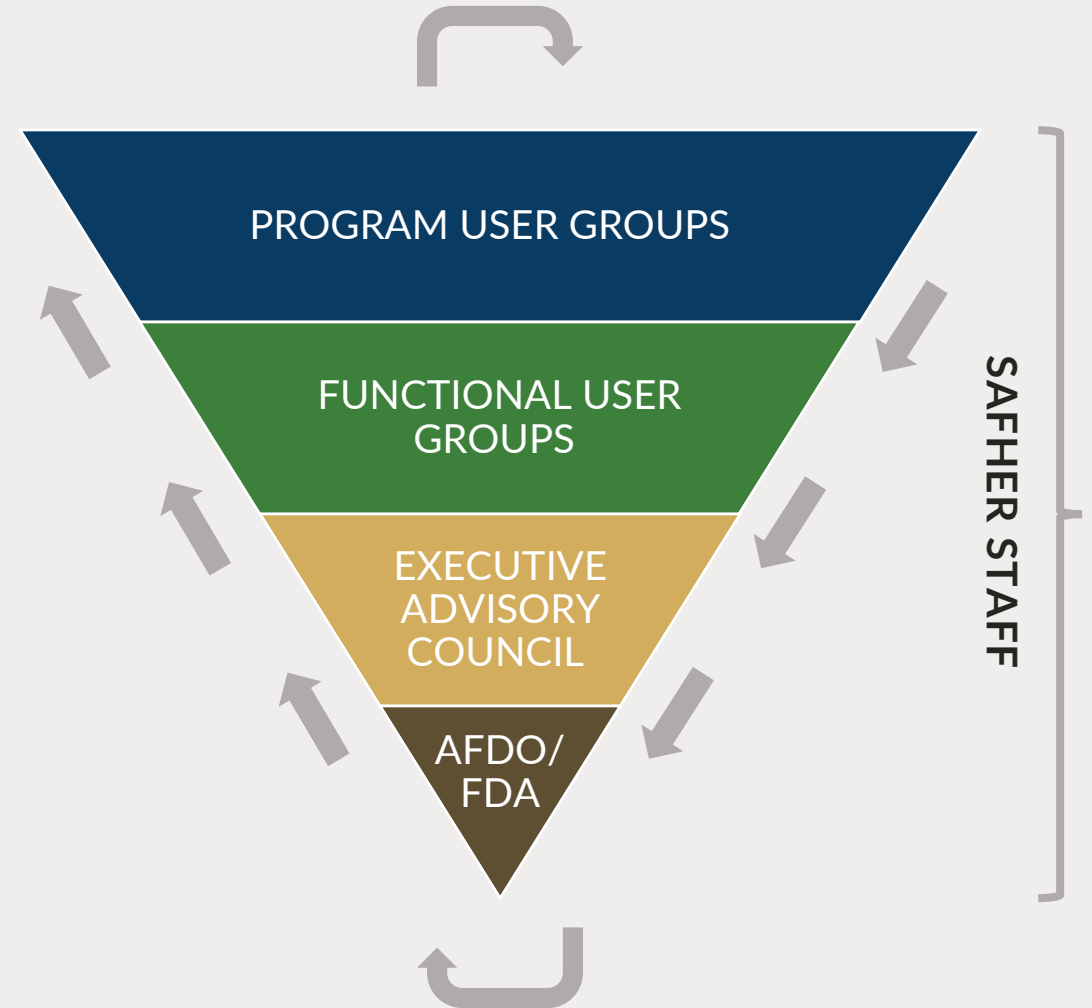 PROGRAM USER GROUPS
FUNCTIONAL USER
GROUPS
EXECUTIVE
ADVISORY
COUNCIL
AFDO/
FDA
SAFHER STAFF